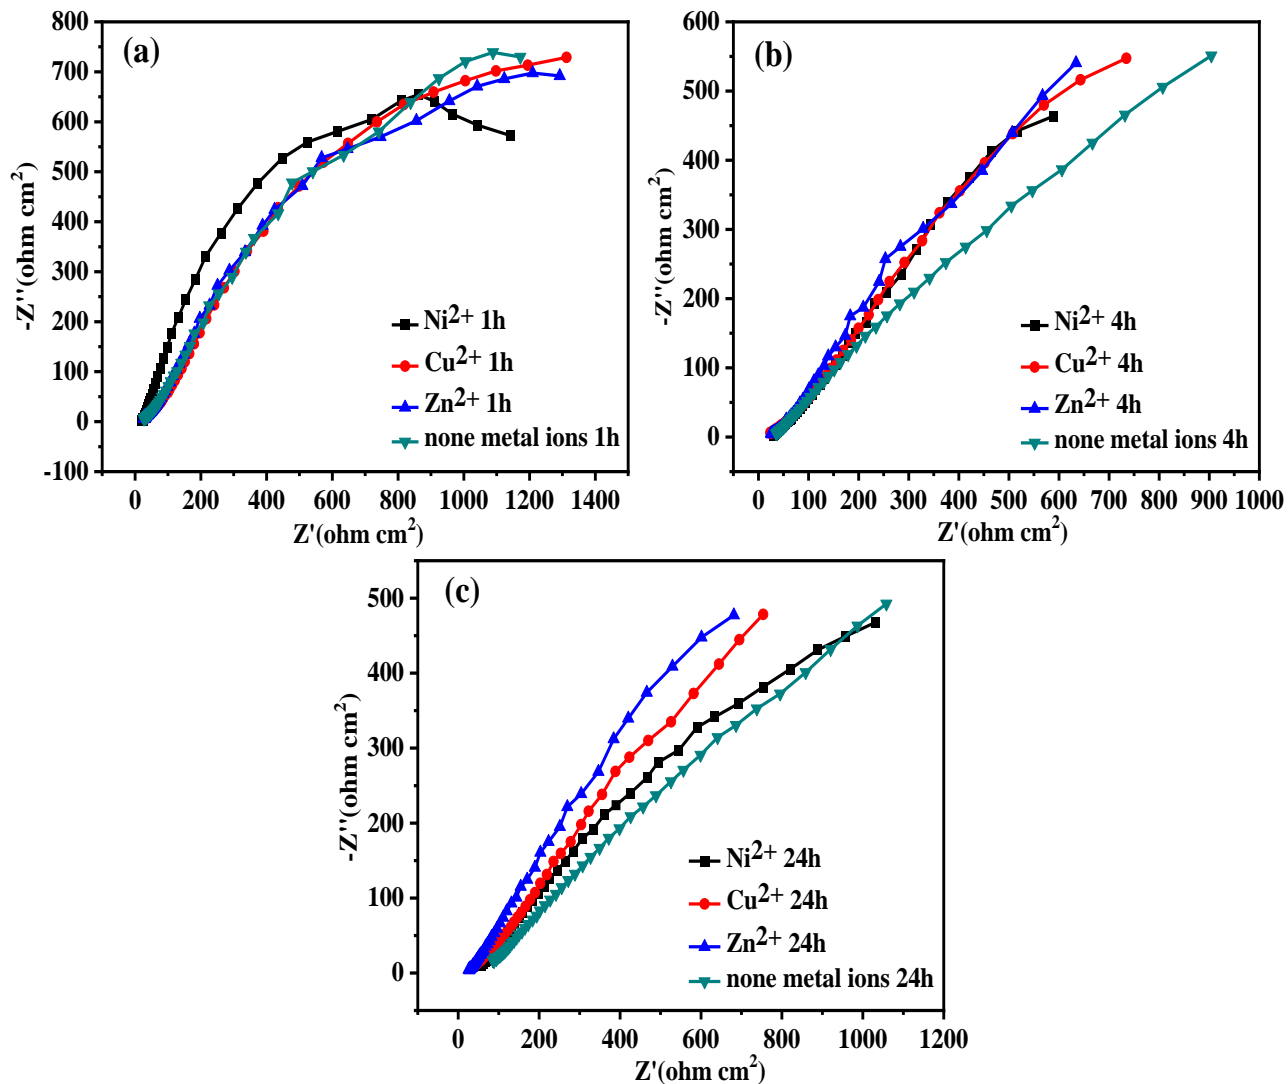 (a)
800
700
600
500
400
300
200
100
0
-100
-Z''(ohm cm²)
Ni²⁺ 1h
Cu²⁺ 1h
Zn²⁺ 1h
none metal ions 1h
0 200 400 600 800 1000 1200 1400
Z'(ohm cm²)
(b)
600
500
400
300
200
100
0
-Z''(ohm cm²)
Ni²⁺ 4h
Cu²⁺ 4h
Zn²⁺ 4h
none metal ions 4h
0 100 200 300 400 500 600 700 800 900 1000
Z'(ohm cm²)
(c)
500
400
300
200
100
0
-Z''(ohm cm²)
Ni²⁺ 24h
Cu²⁺ 24h
Zn²⁺ 24h
none metal ions 24h
0 200 400 600 800 1000 1200
Z'(ohm cm²)